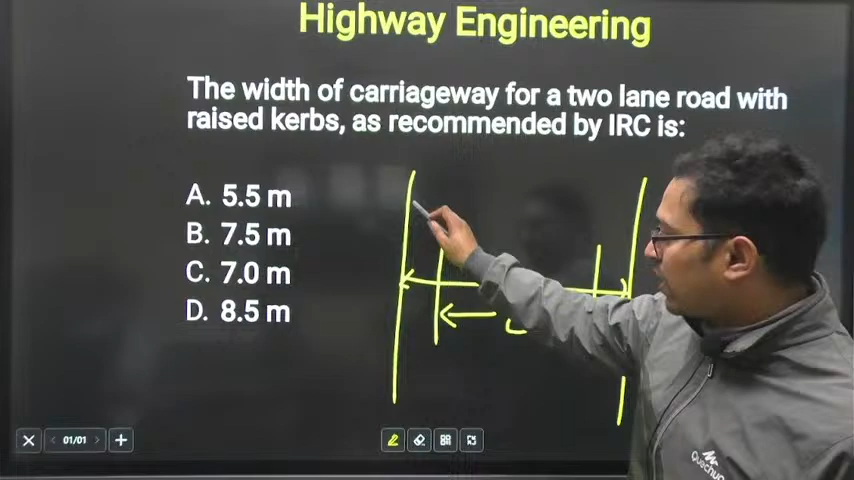 Highway Engineering
The width of carriageway for a two lane road with
raised kerbs, as recommended by IRC is:
A. 5.5 m
B. 7.5 m
C. 7.0 m
D. 8.5 m
01/01
Quechua